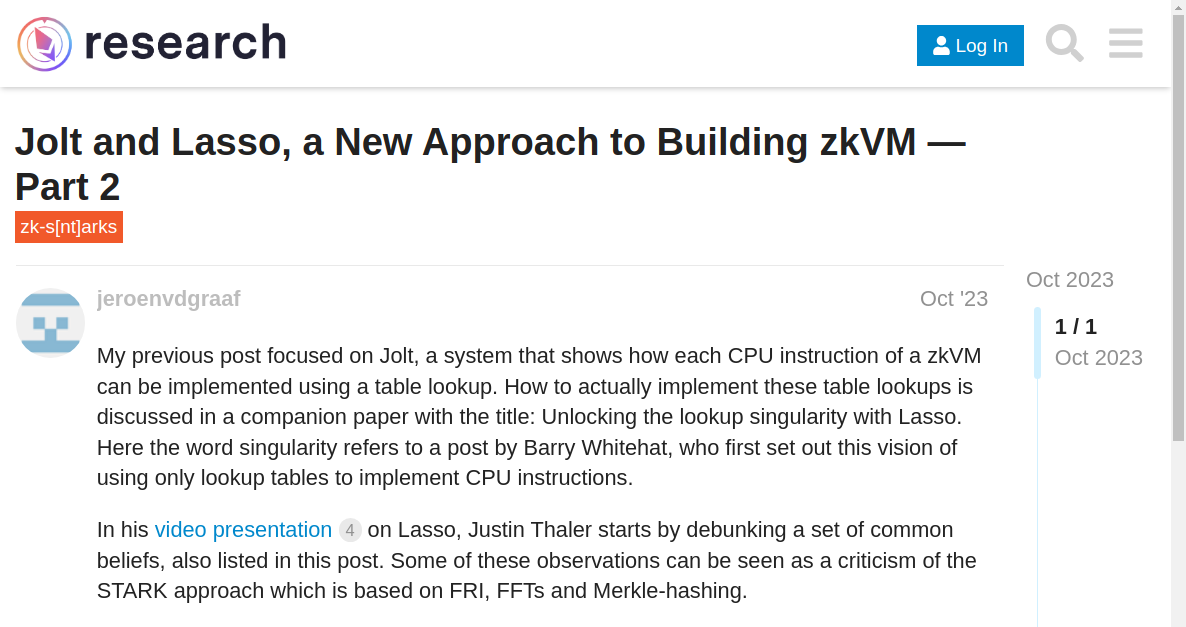 research
Log In
Jolt and Lasso, a New Approach to Building zkVM —
Part 2
zk-s[nt]arks
Oct 2023
jeroenvdgraaf
Oct '23
1 / 1
Oct 2023
My previous post focused on Jolt, a system that shows how each CPU instruction of a zkVM
can be implemented using a table lookup. How to actually implement these table lookups is
discussed in a companion paper with the title: Unlocking the lookup singularity with Lasso.
Here the word singularity refers to a post by Barry Whitehat, who first set out this vision of
using only lookup tables to implement CPU instructions.
In his video presentation 4 on Lasso, Justin Thaler starts by debunking a set of common
beliefs, also listed in this post. Some of these observations can be seen as a criticism of the
STARK approach which is based on FRI, FFTs and Merkle-hashing.